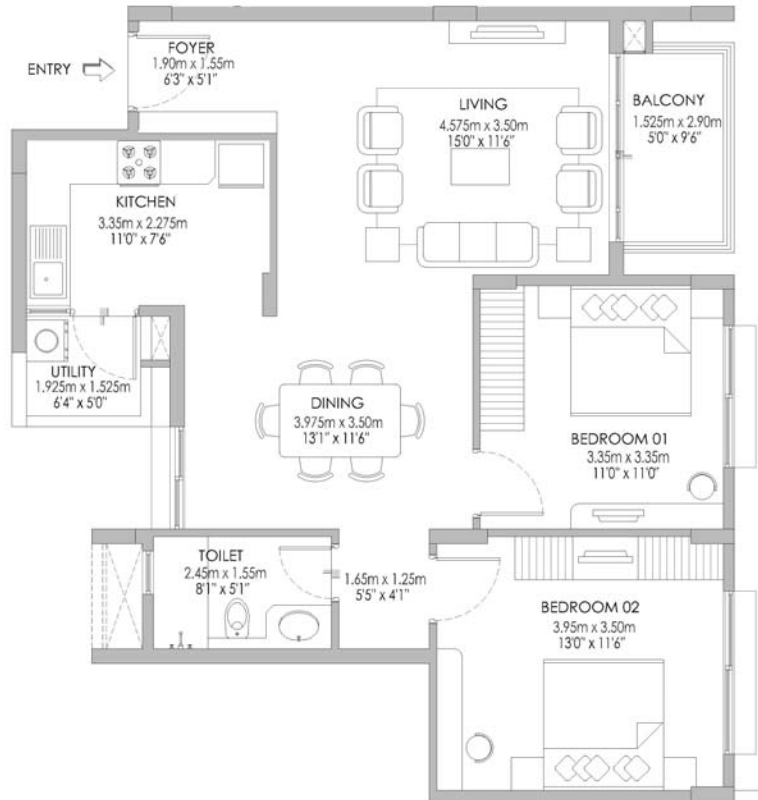 FOYER
1.90m x 1.55m
6'3" x 5'1"
ENTRY
LIVING
4.575m x 3.50m
15'0" x 11'6"
BALCONY
1.525m x 2.90m
5'0" x 9'6"
KITCHEN
3.35m x 2.275m
11'0" x 7'6"
UTILITY
1.925m x 1.525m
6'4" x 5'0"
DINING
3.975m x 3.50m
13'1" x 11'6"
BEDROOM 01
3.35m x 3.35m
11'0" x 11'0"
TOILET
2.45m x 1.55m
8'1" x 5'1"
1.65m x 1.25m
5'5" x 4'1"
BEDROOM 02
3.95m x 3.50m
13'0" x 11'6"